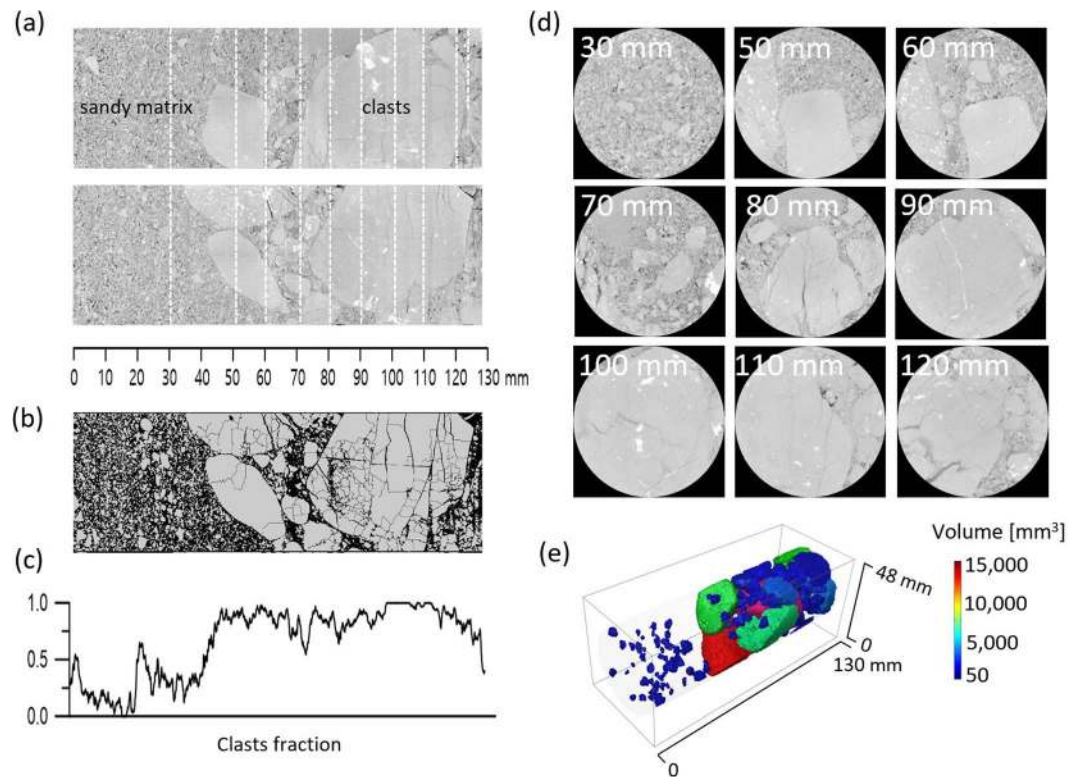 (a)
sandy matrix
clasts
0 10 20 30 40 50 60 70 80 90 100 110 120 130 mm
(b)
(c)
1.0
0.5
0.0
Clasts fraction
(d)
30 mm 50 mm 60 mm
70 mm 80 mm 90 mm
100 mm 110 mm 120 mm
(e)
48 mm
0
130 mm
0
Volume [mm³]
15,000
10,000
5,000
50